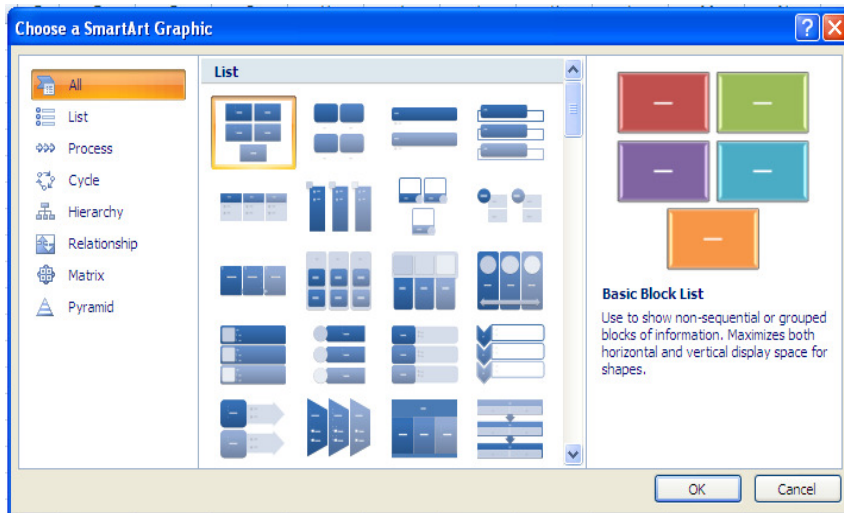 Choose a SmartArt Graphic
All
List
Process
Cycle
Hierarchy
Relationship
Matrix
Pyramid
List
Basic Block List
Use to show non-sequential or grouped
blocks of information. Maximizes both
horizontal and vertical display space for
shapes.
OK
Cancel